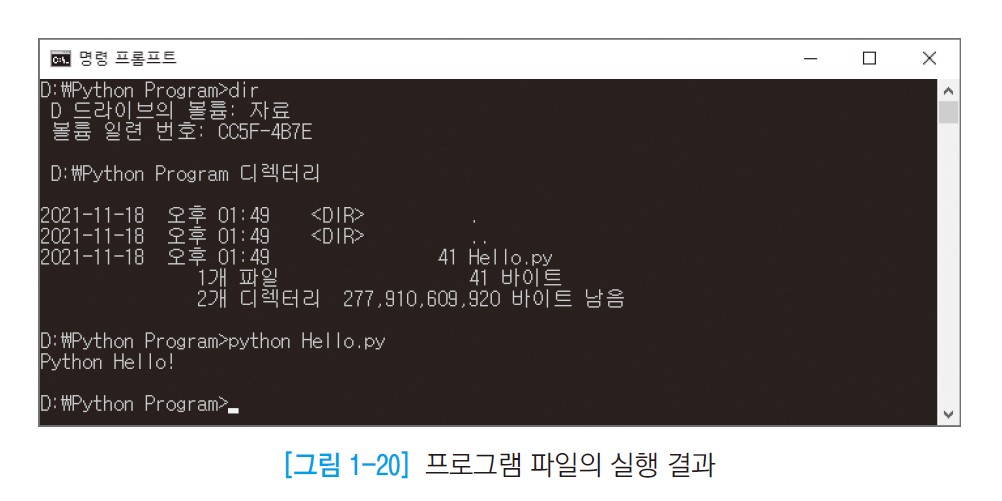 명령 프롬프트
D:₩Python Program>dir
D 드라이브의 볼륨: 자료
볼륨 일련 번호: CC5F-4B7E
D:₩Python Program 디렉터리
2021-11-18 오후 01:49 <DIR> .
2021-11-18 오후 01:49 <DIR> ..
2021-11-18 오후 01:49 41 Hello.py
1개 파일 41 바이트
2개 디렉터리 277,910,609,920 바이트 남음
D:₩Python Program>python Hello.py
Python Hello!
D:₩Python Program>
[그림 1-20] 프로그램 파일의 실행 결과